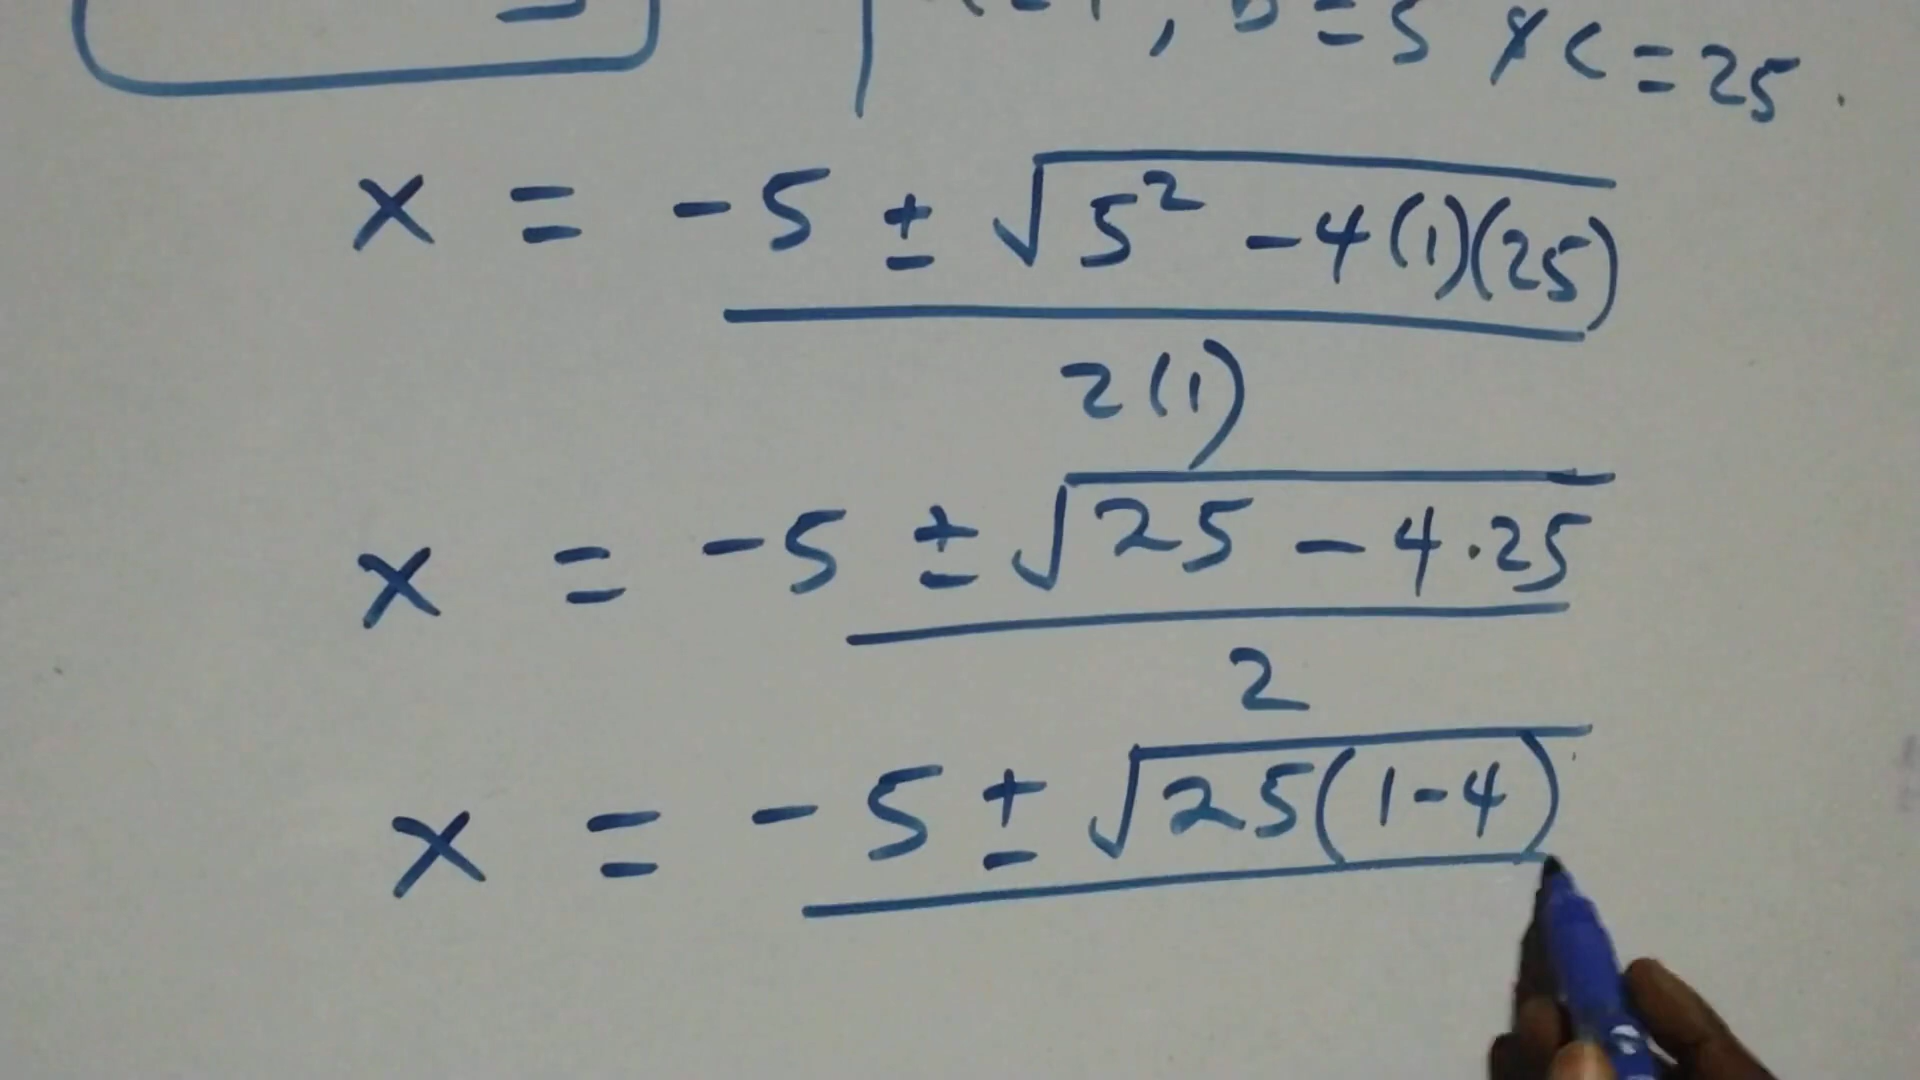 , b = 5 & c = 25
x = -5 ± √5² - 4(1)(25)
2(1)
x = -5 ± √25 - 4·25
2
x = -5 ± √25(1-4)